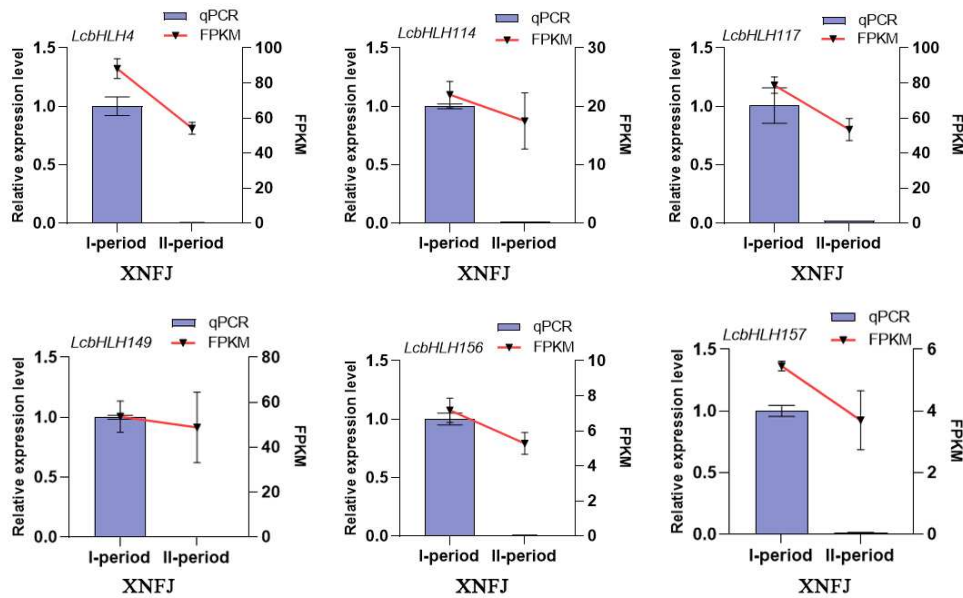 LcbHLH4
qPCR
FPKM
Relative expression level
1.5
1.0
0.5
0.0
100
80
60
40
20
0
FPKM
I-period
II-period
XNFJ
LcbHLH114
qPCR
FPKM
Relative expression level
1.5
1.0
0.5
0.0
30
20
10
0
FPKM
I-period
II-period
XNFJ
LcbHLH117
qPCR
FPKM
Relative expression level
1.5
1.0
0.5
0.0
100
80
60
40
20
0
FPKM
I-period
II-period
XNFJ
LcbHLH149
qPCR
FPKM
Relative expression level
1.5
1.0
0.5
0.0
80
60
40
20
0
FPKM
I-period
II-period
XNFJ
LcbHLH156
qPCR
FPKM
Relative expression level
1.5
1.0
0.5
0.0
10
8
6
4
2
0
FPKM
I-period
II-period
XNFJ
LcbHLH157
qPCR
FPKM
Relative expression level
1.5
1.0
0.5
0.0
6
4
2
0
FPKM
I-period
II-period
XNFJ